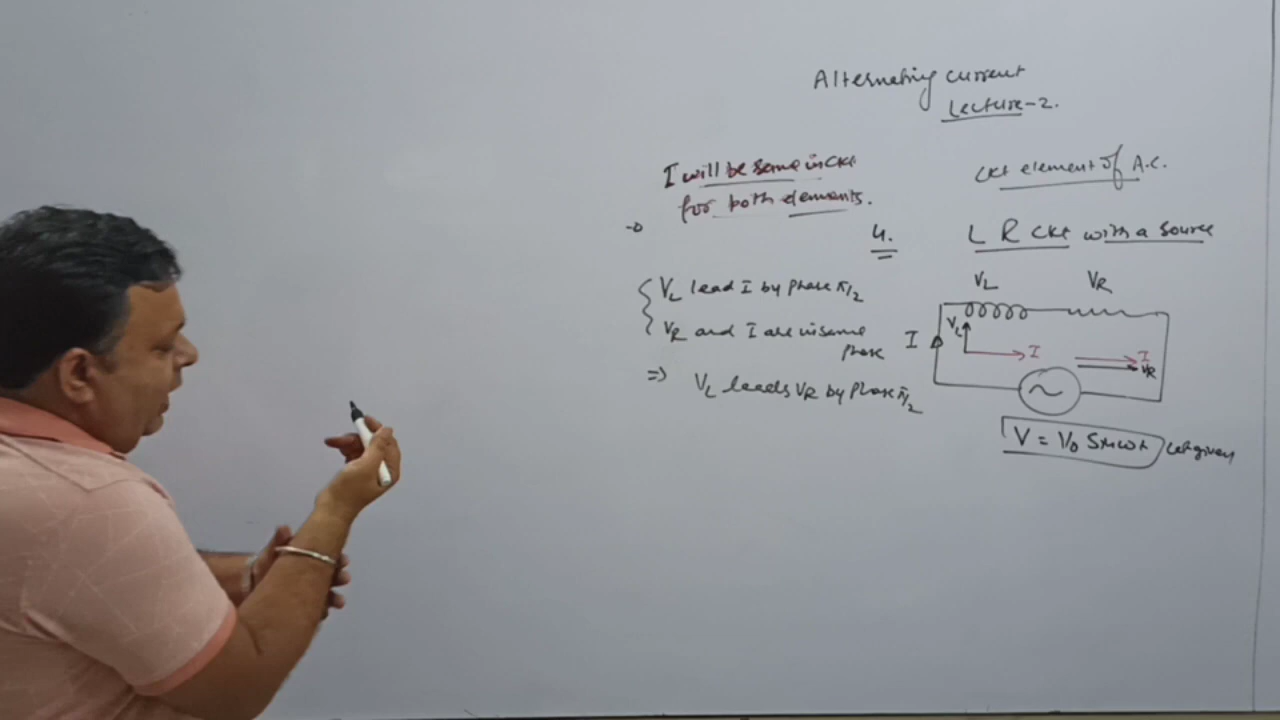 Alternating current
Lecture-2.
ckt element of A.C.
I will be same in ckt
for both elements.
4. L R ckt with a source
VL lead I by phase π/2
VR and I are in same
phase
⇒ VL leads VR by phase π/2
VL VR
I
VL I I
VR
V = V0 Sinωt let given